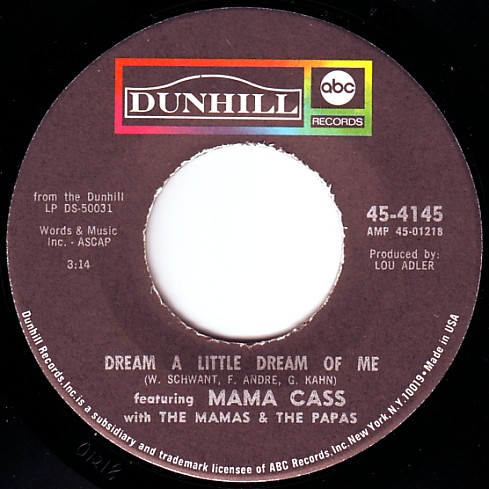 DUNHILL
abc
RECORDS
from the Dunhill
LP DS-50031
Words & Music
Inc. - ASCAP
3:14
45-4145
AMP 45-01218
Produced by:
LOU ADLER
DREAM A LITTLE DREAM OF ME
(W. SCHWANT, F. ANDRE, G. KAHN)
featuring MAMA CASS
with THE MAMAS & THE PAPAS
Dunhill Records, Inc. is a subsidiary and trademark licensee of ABC Records, Inc. New York, N.Y. 10019 • Made in USA